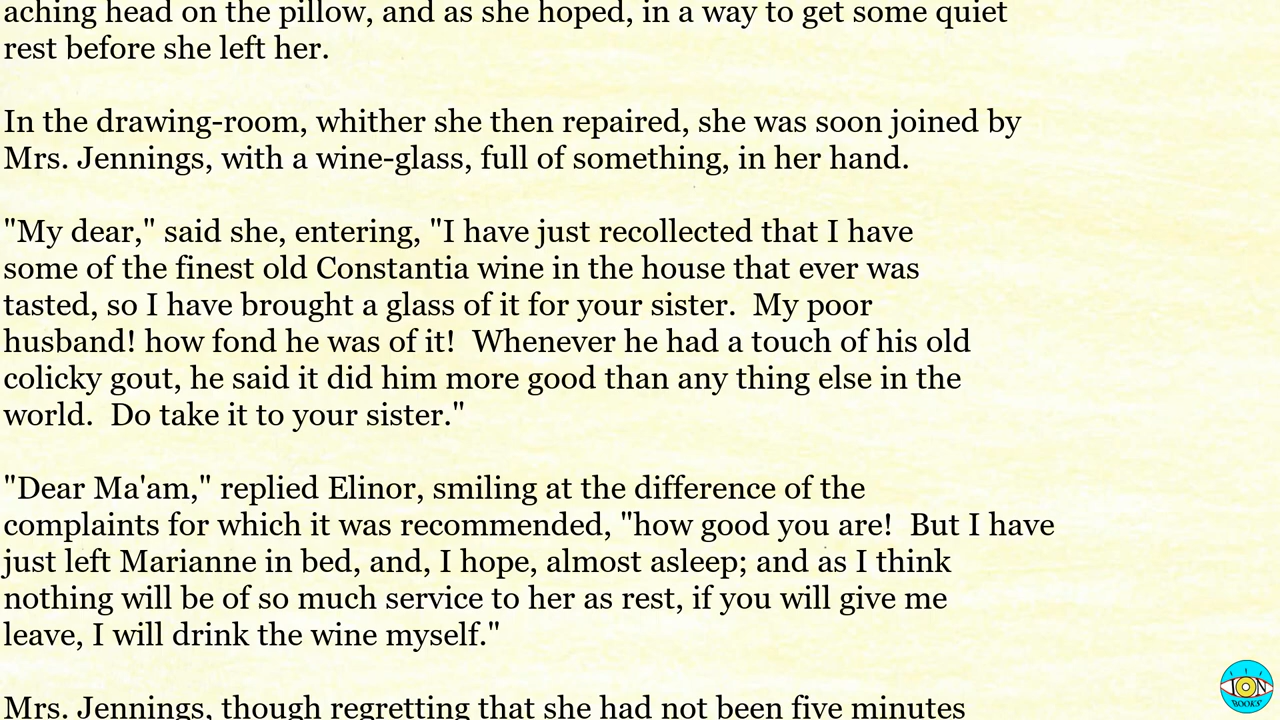 aching head on the pillow, and as she hoped, in a way to get some quiet
rest before she left her.
In the drawing-room, whither she then repaired, she was soon joined by
Mrs. Jennings, with a wine-glass, full of something, in her hand.
"My dear," said she, entering, "I have just recollected that I have
some of the finest old Constantia wine in the house that ever was
tasted, so I have brought a glass of it for your sister.  My poor
husband! how fond he was of it!  Whenever he had a touch of his old
colicky gout, he said it did him more good than any thing else in the
world.  Do take it to your sister."
"Dear Ma'am," replied Elinor, smiling at the difference of the
complaints for which it was recommended, "how good you are!  But I have
just left Marianne in bed, and, I hope, almost asleep; and as I think
nothing will be of so much service to her as rest, if you will give me
leave, I will drink the wine myself."
Mrs. Jennings, though regretting that she had not been five minutes
ION
BOOKS